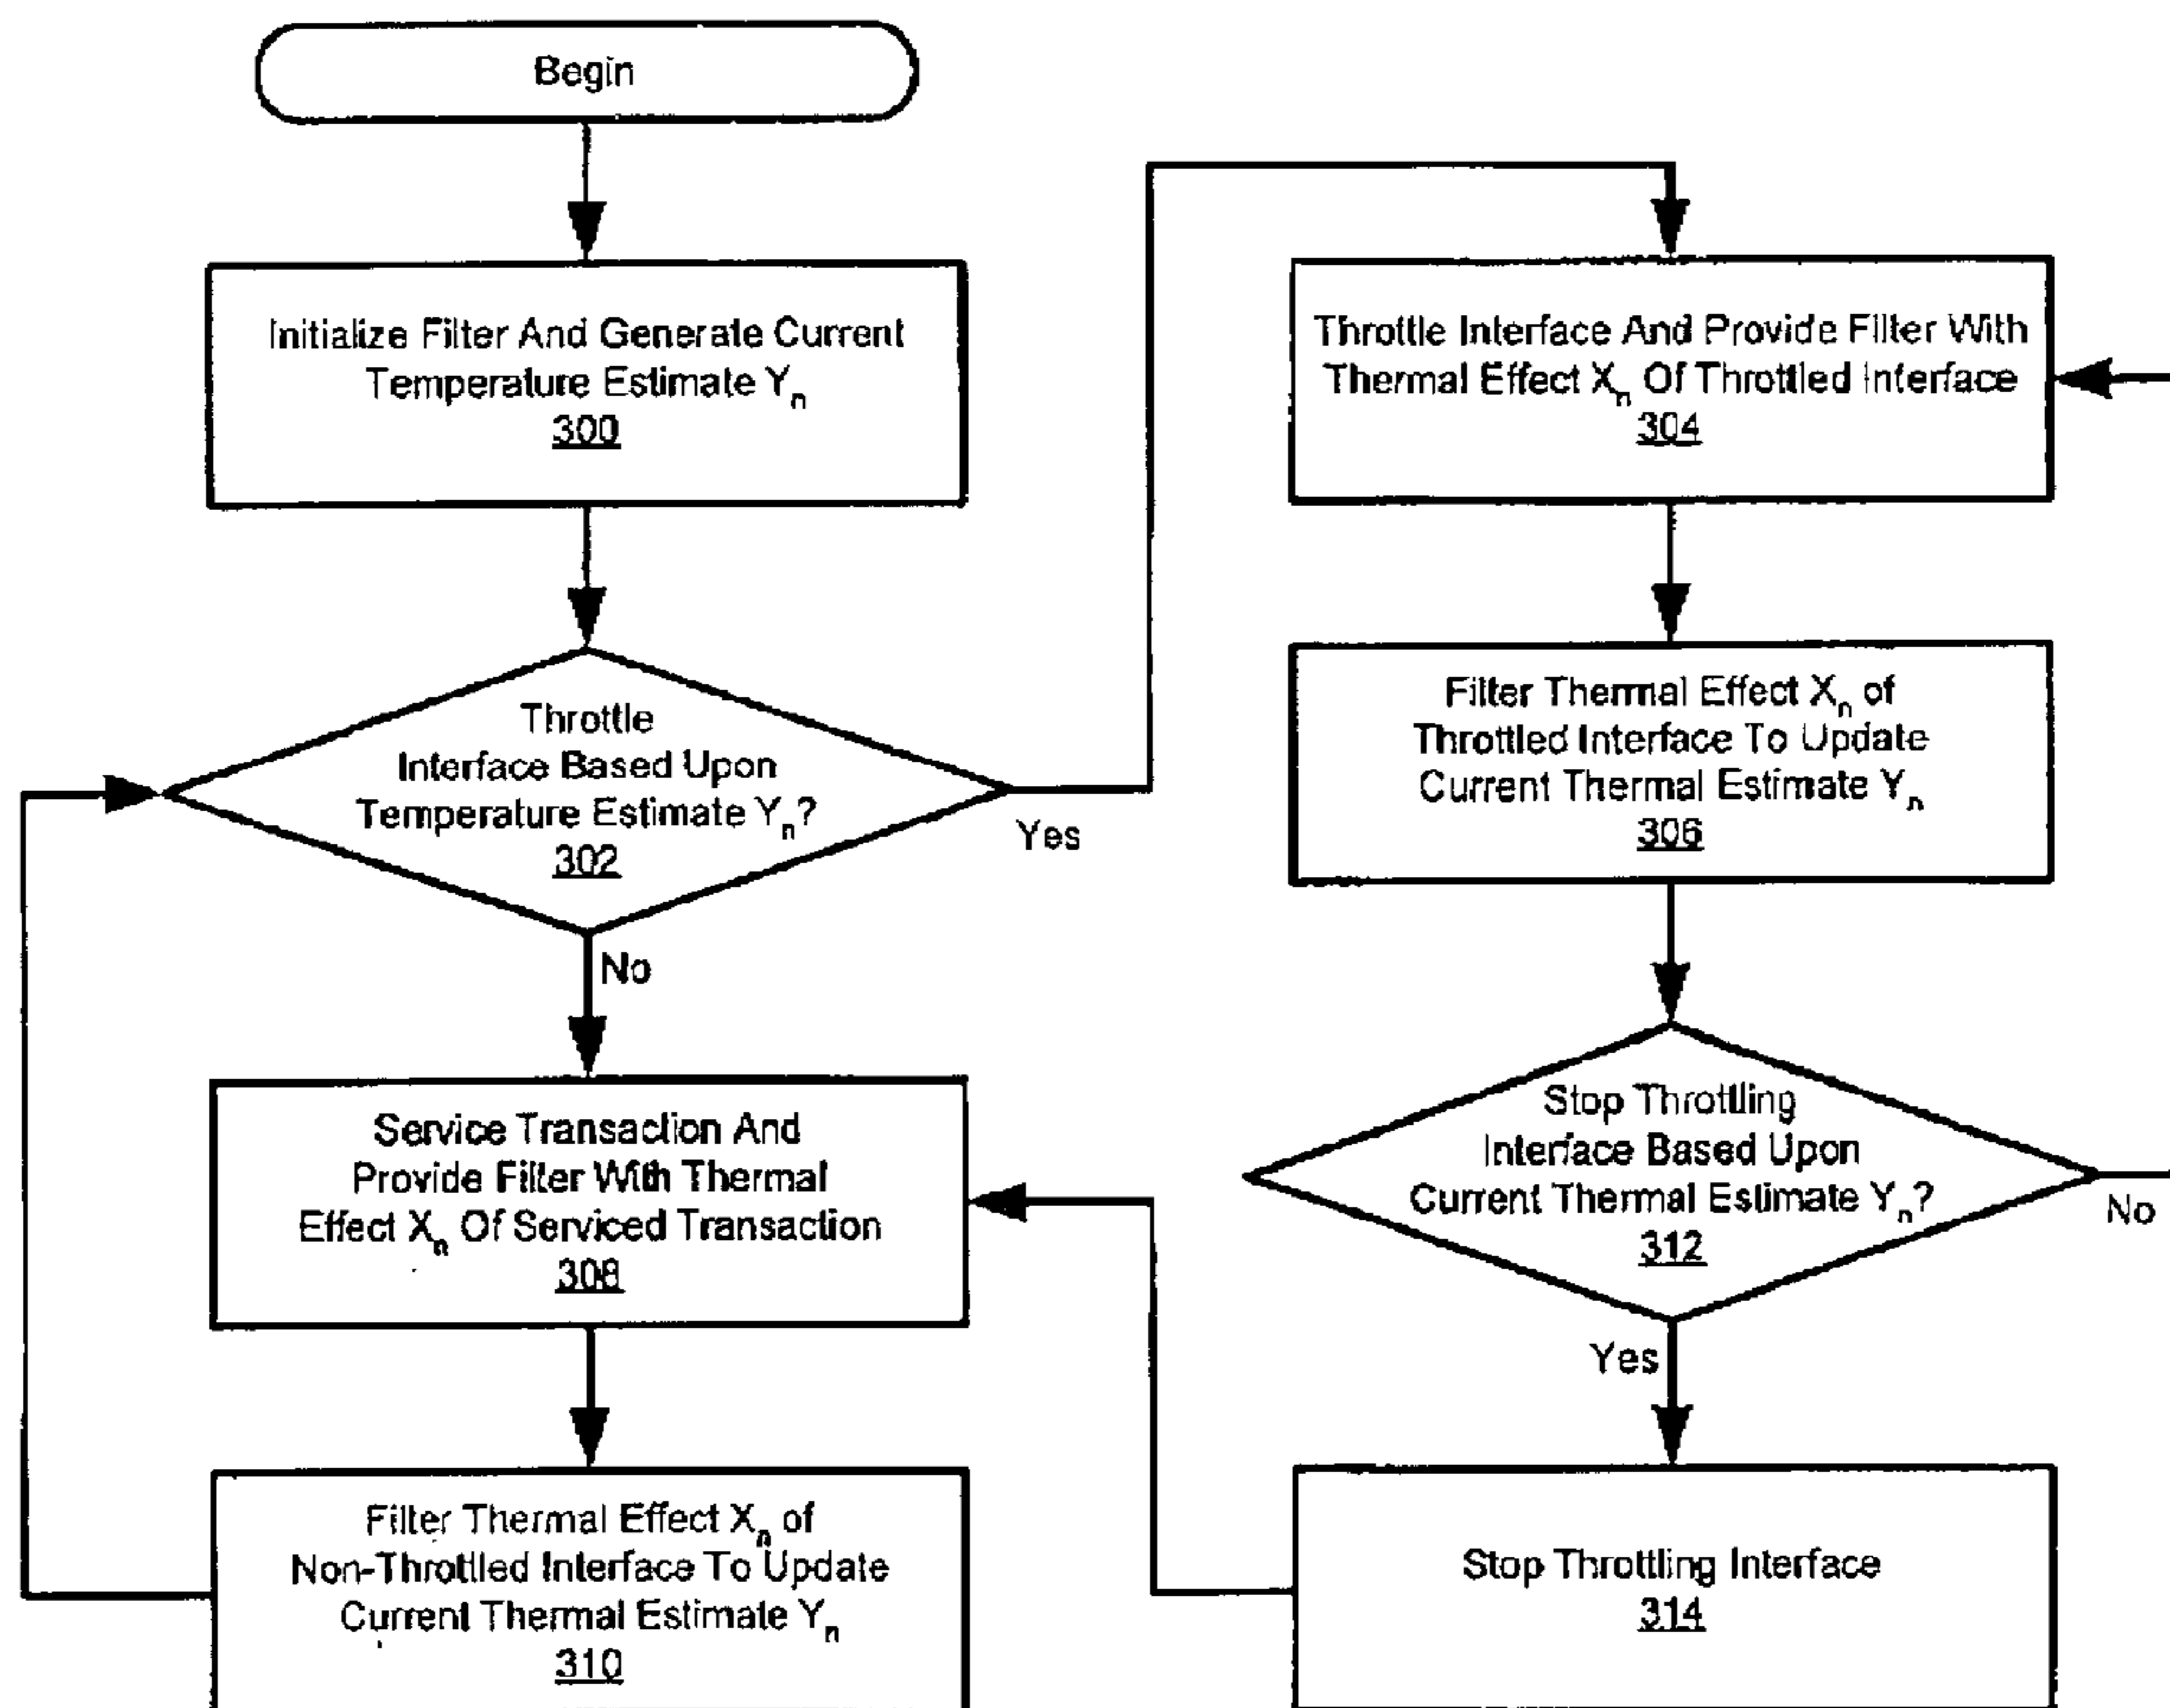 Begin
Initialize Filter And Generate Current
Temperature Estimate Yn
300
Throttle
Interface Based Upon
Temperature Estimate Yn?
302
Yes
No
Service Transaction And
Provide Filter With Thermal
Effect Xn Of Serviced Transaction
308
Filter Thermal Effect Xn of
Non-Throttled Interface To Update
Current Thermal Estimate Yn
310
Throttle Interface And Provide Filter With
Thermal Effect Xn Of Throttled Interface
304
Filter Thermal Effect Xn of
Throttled Interface To Update
Current Thermal Estimate Yn
306
Stop Throttling
Interface Based Upon
Current Thermal Estimate Yn?
312
No
Yes
Stop Throttling Interface
314